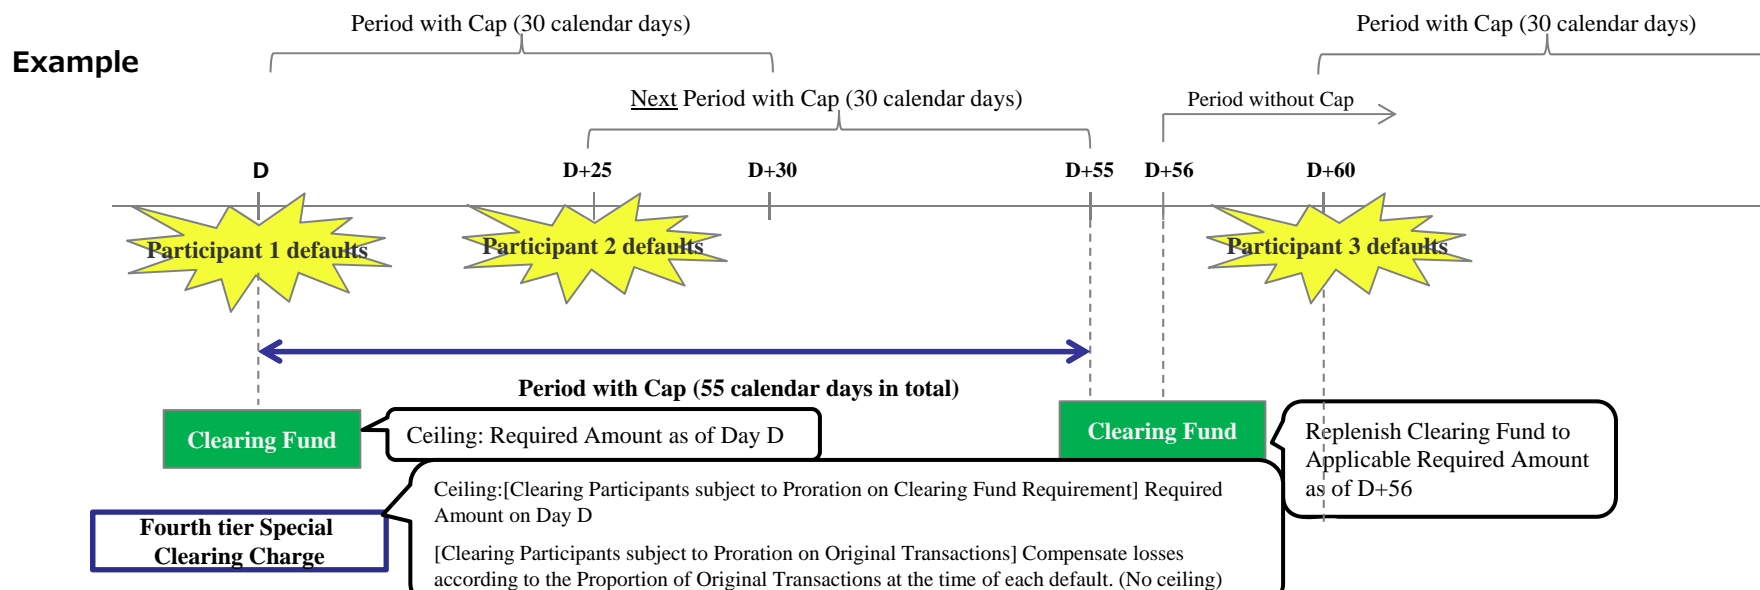 Period with Cap (30 calendar days)
Period with Cap (30 calendar days)
Example
Next Period with Cap (30 calendar days)
Period without Cap
D
D+25
D+30
D+55
D+56
D+60
Participant 1 defaults
Participant 2 defaults
Participant 3 defaults
Period with Cap (55 calendar days in total)
Clearing Fund
Ceiling: Required Amount as of Day D
Clearing Fund
Replenish Clearing Fund to
Applicable Required Amount
as of D+56
Fourth tier Special
Clearing Charge
Ceiling:[Clearing Participants subject to Proration on Clearing Fund Requirement] Required
Amount on Day D
[Clearing Participants subject to Proration on Original Transactions] Compensate losses
according to the Proportion of Original Transactions at the time of each default. (No ceiling)